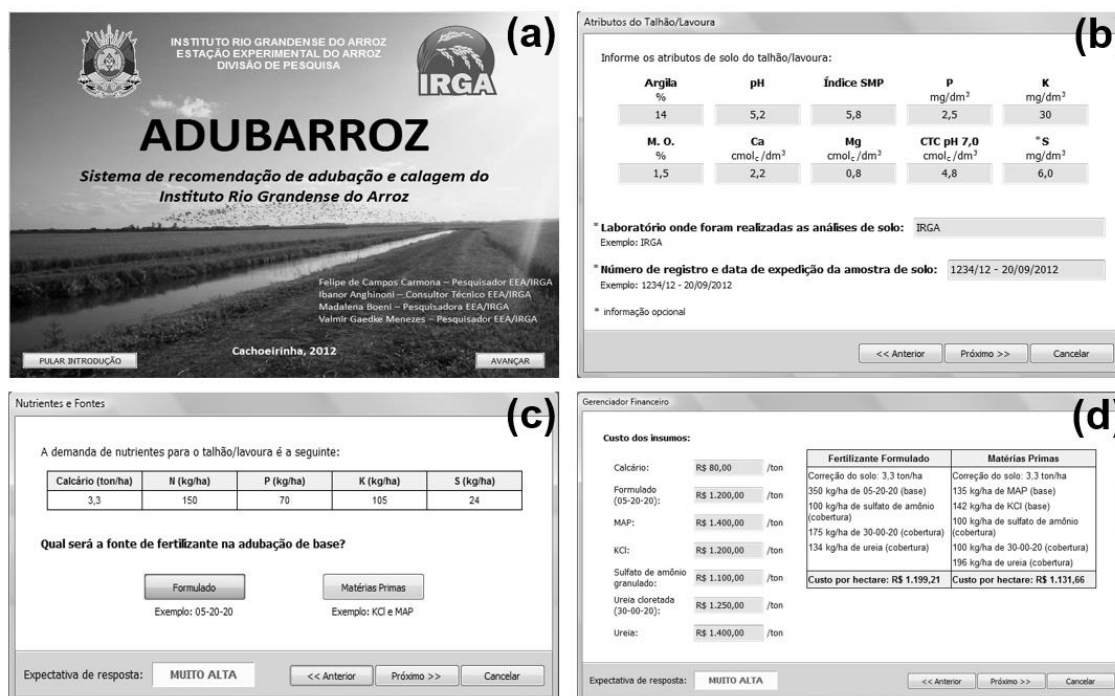 (a)
INSTITUTO RIO GRANDENSE DO ARROZ
ESTAÇÃO EXPERIMENTAL DO ARROZ
DIVISÃO DE PESQUISA
IRGA
ADUBARROZ
Sistema de recomendação de adubação e calagem do
Instituto Rio Grandense do Arroz
Felipe de Campos Carmona – Pesquisador EEA/IRGA
Ibanor Anghinoni – Consultor Técnico EEA/IRGA
Madalena Boeni – Pesquisadora EEA/IRGA
Valmir Gaedke Menezes – Pesquisador EEA/IRGA
Cachoeirinha, 2012
PULAR INTRODUÇÃO
AVANÇAR
(b)
Atributos do Talhão/Lavoura
Informe os atributos de solo do talhão/lavoura:
Argila pH Índice SMP P K
% mg/dm³ mg/dm³
14 5,2 5,8 2,5 30
M. O. Ca Mg CTC pH 7,0 *S
% cmolc/dm³ cmolc/dm³ cmolc/dm³ mg/dm³
1,5 2,2 0,8 4,8 6,0
* Laboratório onde foram realizadas as análises de solo: IRGA
Exemplo: IRGA
* Número de registro e data de expedição da amostra de solo: 1234/12 - 20/09/2012
Exemplo: 1234/12 - 20/09/2012
* informação opcional
<< Anterior Próximo >> Cancelar
(c)
Nutrientes e Fontes
A demanda de nutrientes para o talhão/lavoura é a seguinte:
Calcário (ton/ha) N (kg/ha) P (kg/ha) K (kg/ha) S (kg/ha)
3,3 150 70 105 24
Qual será a fonte de fertilizante na adubação de base?
Formulado Matérias Primas
Exemplo: 05-20-20 Exemplo: KCl e MAP
Expectativa de resposta: MUITO ALTA << Anterior Próximo >> Cancelar
(d)
Gerenciador Financeiro
Custo dos insumos:
Calcário: R$ 80,00 /ton
Formulado
(05-20-20): R$ 1.200,00 /ton
MAP: R$ 1.400,00 /ton
KCl: R$ 1.200,00 /ton
Sulfato de amônio
granulado: R$ 1.100,00 /ton
Ureia cloretada
(30-00-20): R$ 1.250,00 /ton
Ureia: R$ 1.400,00 /ton
Fertilizante Formulado
Correção do solo: 3,3 ton/ha
350 kg/ha de 05-20-20 (base)
100 kg/ha de sulfato de amônio
(cobertura)
175 kg/ha de 30-00-20 (cobertura)
134 kg/ha de ureia (cobertura)
Custo por hectare: R$ 1.199,21
Matérias Primas
Correção do solo: 3,3 ton/ha
135 kg/ha de MAP (base)
142 kg/ha de KCl (base)
100 kg/ha de sulfato de amônio
(cobertura)
100 kg/ha de 30-00-20 (cobertura)
196 kg/ha de ureia (cobertura)
Custo por hectare: R$ 1.131,66
Expectativa de resposta: MUITO ALTA << Anterior Próximo >> Cancelar